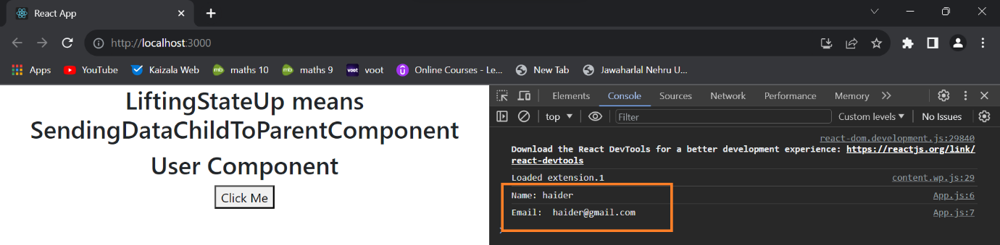 React App
http://localhost:3000
Apps YouTube Kaizala Web mb maths 10 mb maths 9 voot voot Online Courses - Le... New Tab Jawaharlal Nehru U...
LiftingStateUp means
SendingDataChildToParentComponent
User Component
Click Me
Elements Console Sources Network Performance Memory
top Filter Custom levels No Issues
react-dom.development.js:29840
Download the React DevTools for a better development experience: https://reactjs.org/link/
react-devtools
Loaded extension.1 content.wp.js:29
Name: haider App.js:6
Email:  haider@gmail.com App.js:7